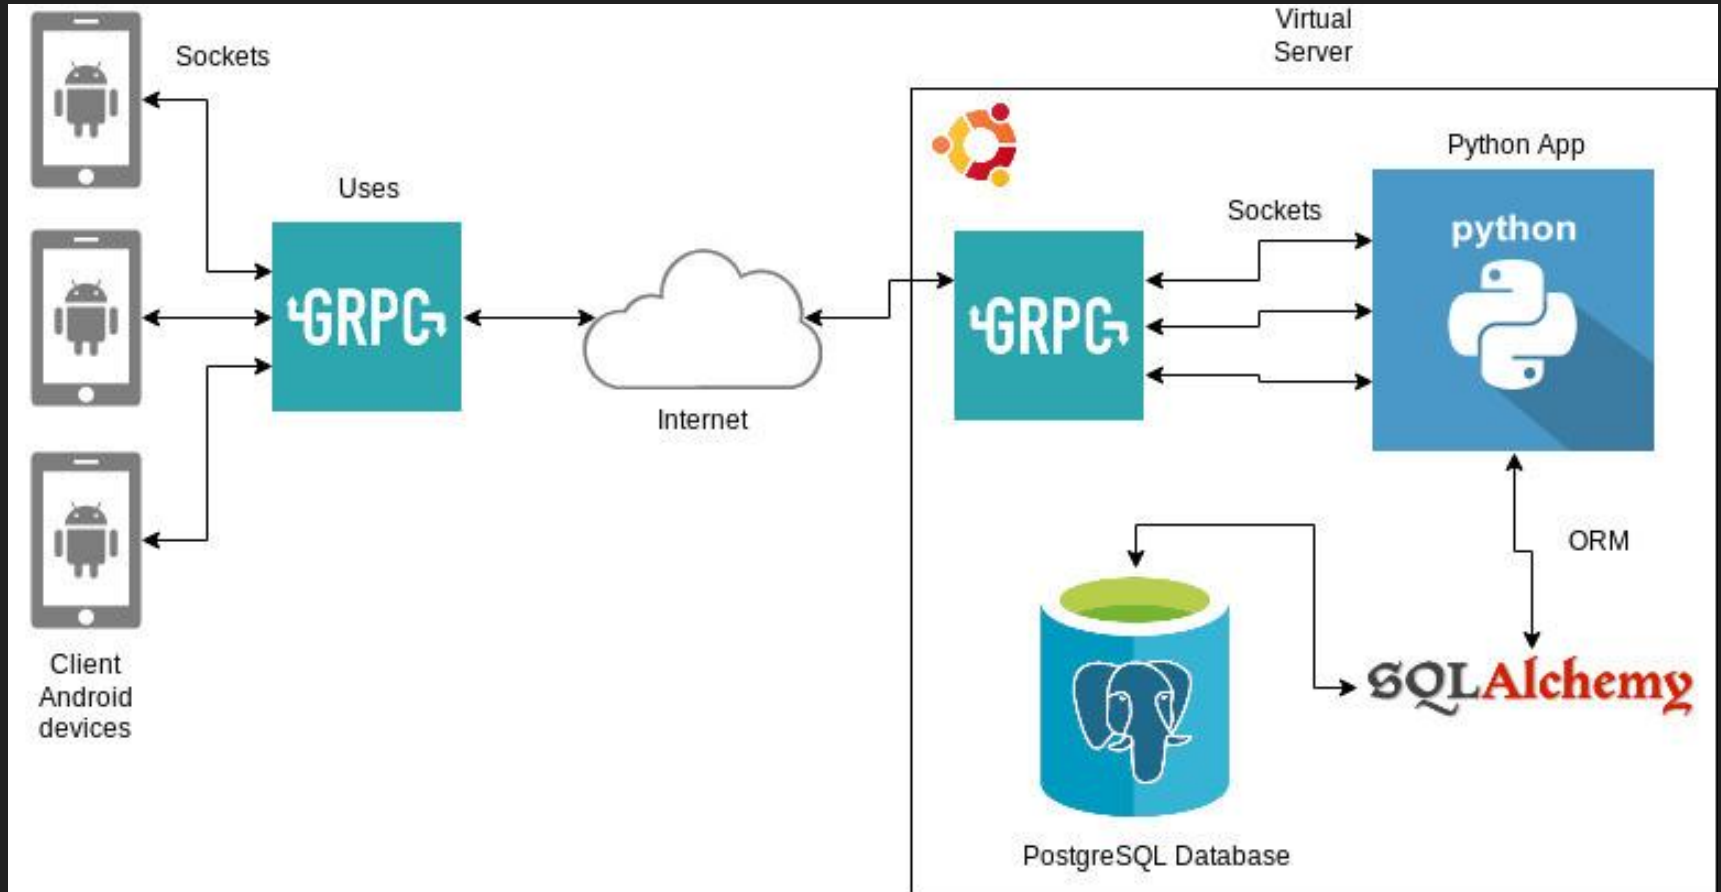 Sockets
Uses
GRPC
Client
Android
devices
Internet
Virtual
Server
GRPC
Sockets
Python App
python
ORM
SQLAlchemy
PostgreSQL Database